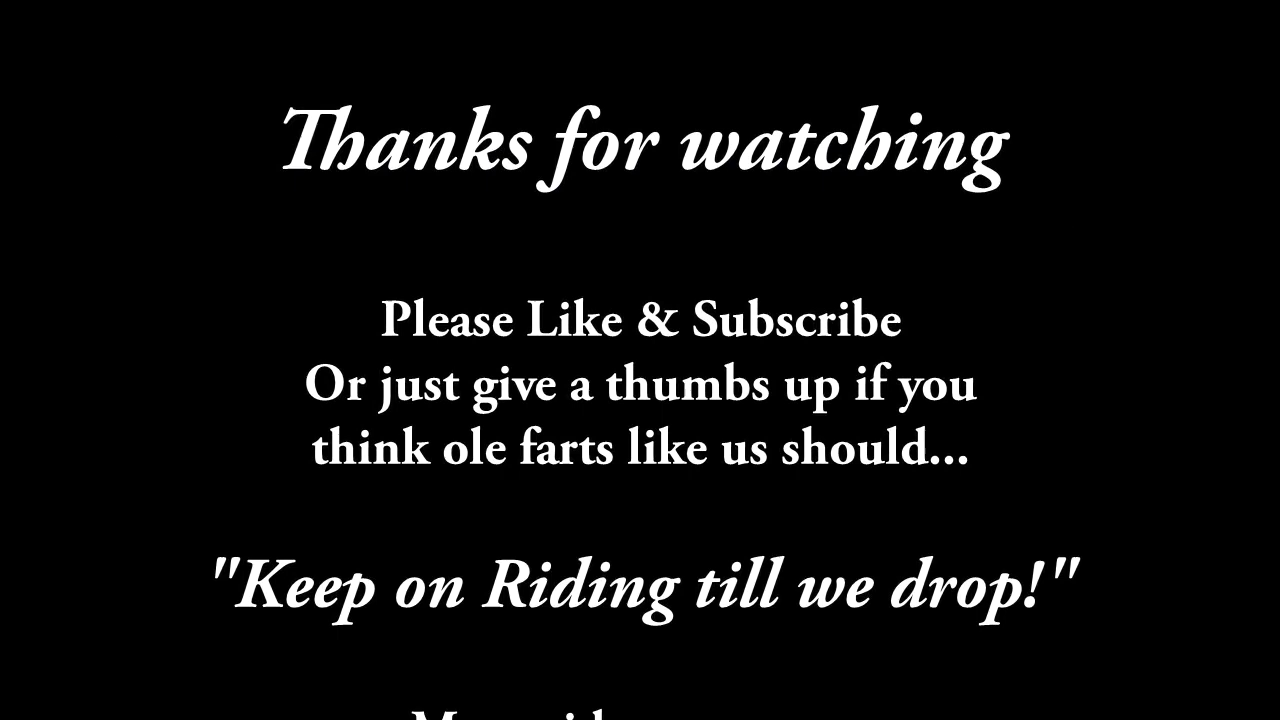 Thanks for watching
Please Like & Subscribe
Or just give a thumbs up if you
think ole farts like us should...
"Keep on Riding till we drop!"